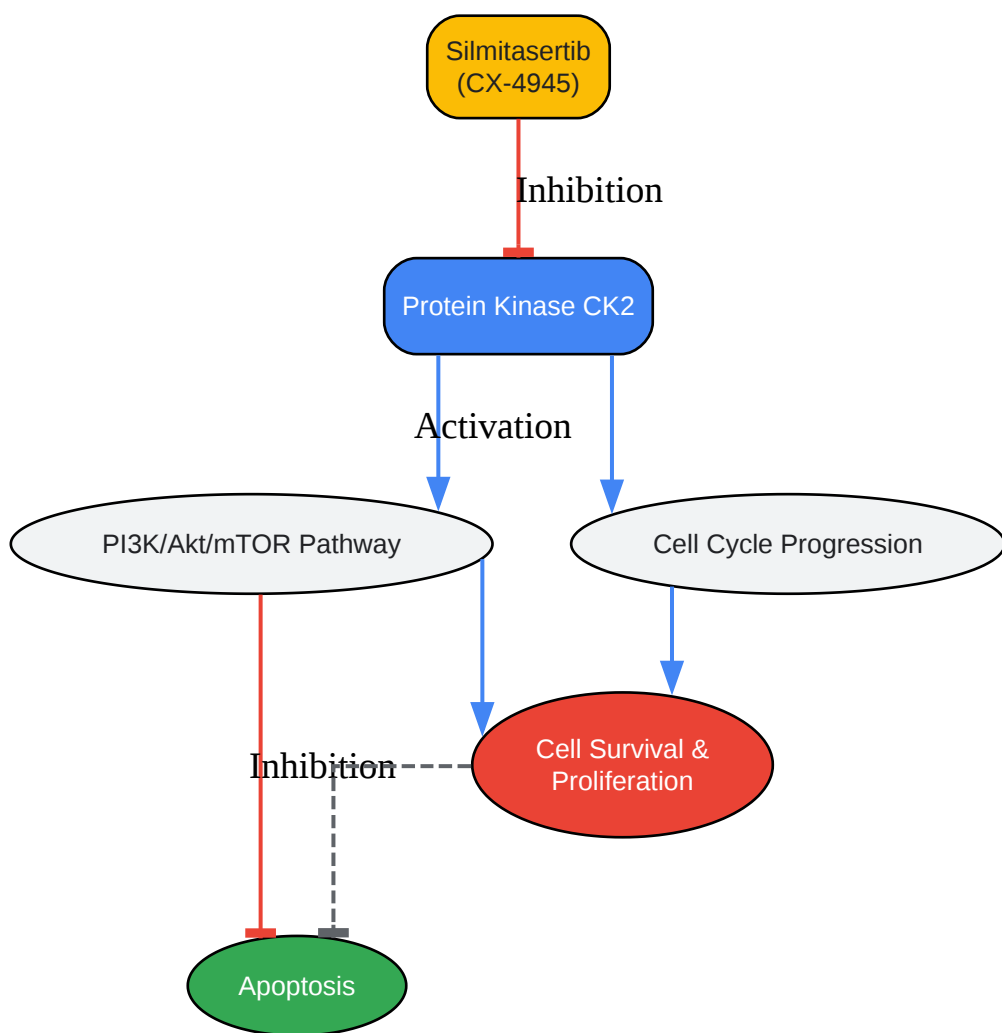 Silmitasertib
(CX-4945)
Inhibition
Protein Kinase CK2
Activation
PI3K/Akt/mTOR Pathway
Cell Cycle Progression
Inhibition
Cell Survival &
Proliferation
Apoptosis